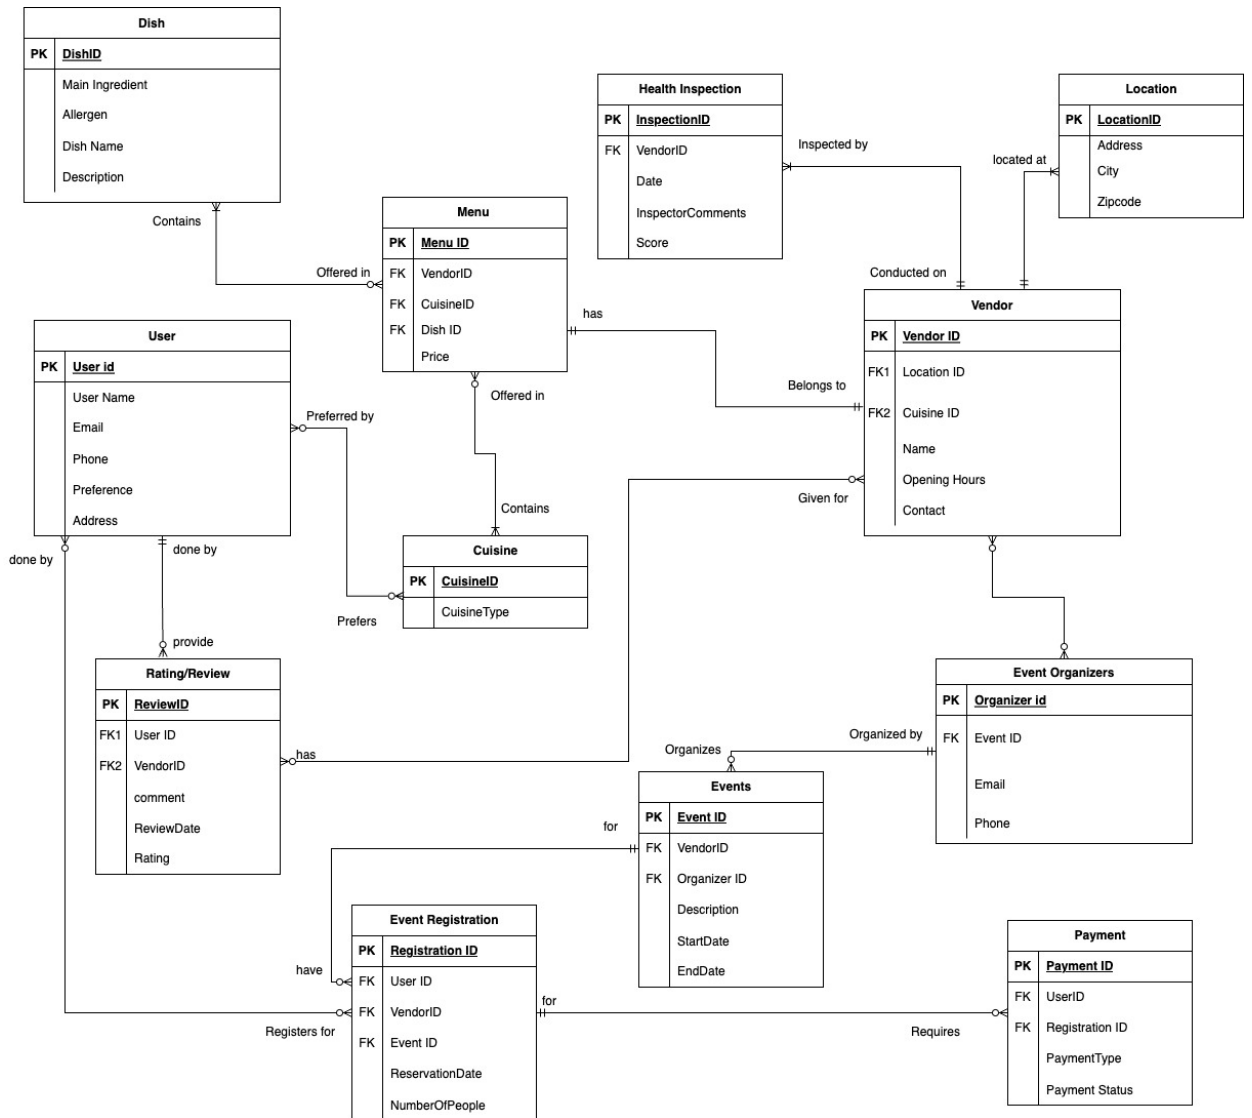 Dish
PK DishID
Main Ingredient
Allergen
Dish Name
Description
Contains
Health Inspection
PK InspectionID
FK VendorID
Date
InspectorComments
Score
Inspected by
Location
PK LocationID
Address
City
Zipcode
located at
Menu
PK Menu ID
FK VendorID
FK CuisineID
FK Dish ID
Price
Offered in
has
Conducted on
Vendor
PK Vendor ID
FK1 Location ID
FK2 Cuisine ID
Name
Opening Hours
Contact
Belongs to
Given for
User
PK User id
User Name
Email
Phone
Preference
Address
Preferred by
Offered in
Contains
done by
done by
Cuisine
PK CuisineID
CuisineType
Prefers
provide
Rating/Review
PK ReviewID
FK1 User ID
FK2 VendorID
comment
ReviewDate
Rating
has
Event Organizers
PK Organizer id
FK Event ID
Email
Phone
Organized by
Organizes
Events
PK Event ID
FK VendorID
FK Organizer ID
Description
StartDate
EndDate
for
Event Registration
PK Registration ID
FK User ID
FK VendorID
FK Event ID
ReservationDate
NumberOfPeople
have
Registers for
for
Requires
Payment
PK Payment ID
FK UserID
FK Registration ID
PaymentType
Payment Status